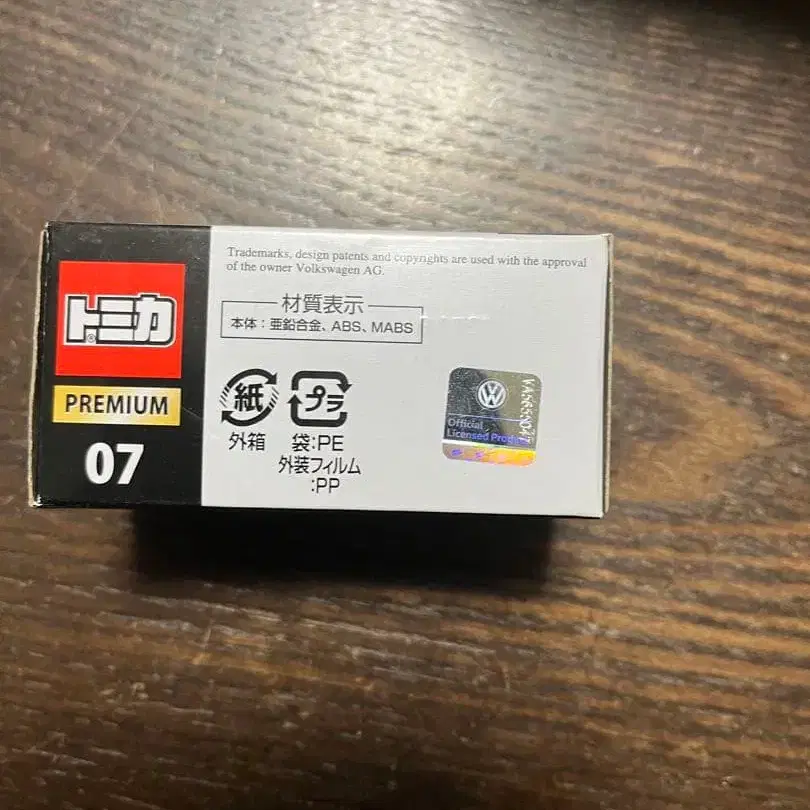 トミカ
PREMIUM
07
Trademarks, design patents and copyrights are used with the approval
of the owner Volkswagen AG.
材質表示
本体：亜鉛合金、ABS、MABS
紙
外箱
プラ
袋:PE
外装フィルム
:PP
Official
Licensed Product